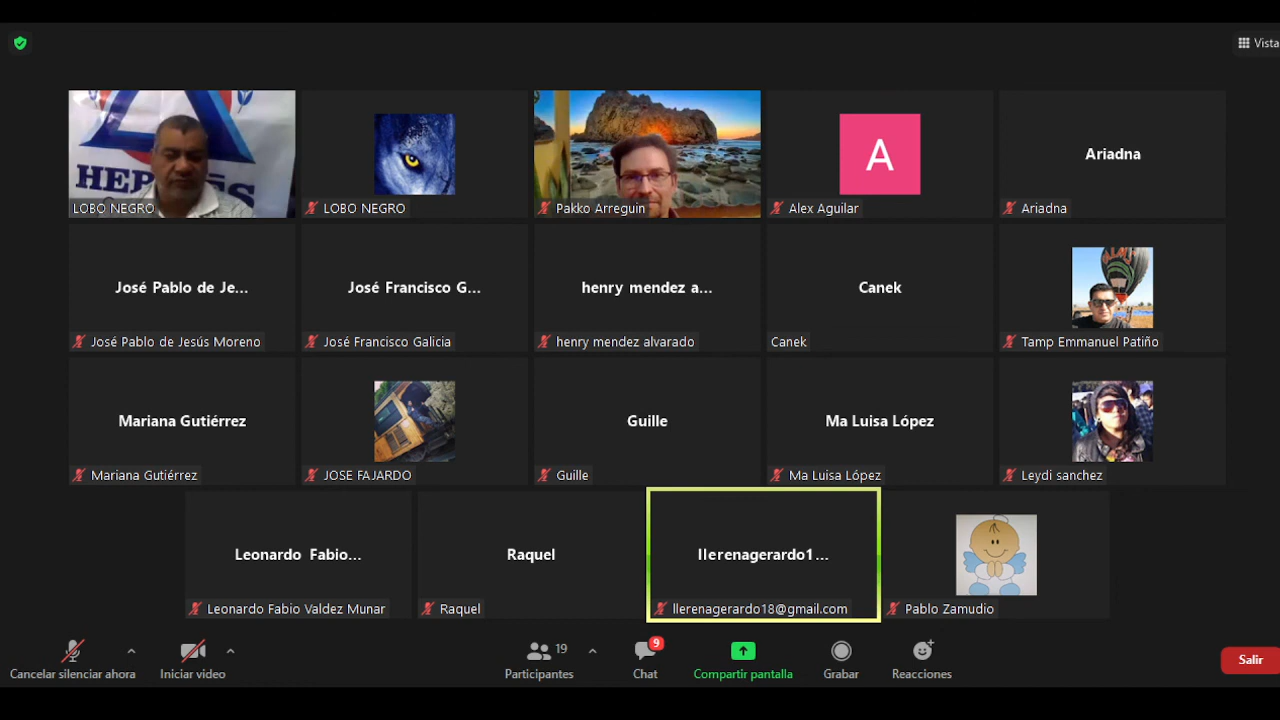 Vista
HERMES
LOBO NEGRO
LOBO NEGRO
Pakko Arreguin
A
Alex Aguilar
Ariadna
Ariadna
José Pablo de Je...
José Pablo de Jesús Moreno
José Francisco G...
José Francisco Galicia
henry mendez a...
henry mendez alvarado
Canek
Canek
Tamp Emmanuel Patiño
Mariana Gutiérrez
Mariana Gutiérrez
JOSE FAJARDO
Guille
Guille
Ma Luisa López
Ma Luisa López
Leydi sanchez
Leonardo Fabio...
Leonardo Fabio Valdez Munar
Raquel
Raquel
llerenagerardo1...
llerenagerardo18@gmail.com
Pablo Zamudio
Cancelar silenciar ahora
Iniciar video
19
Participantes
9
Chat
Compartir pantalla
Grabar
Reacciones
Salir